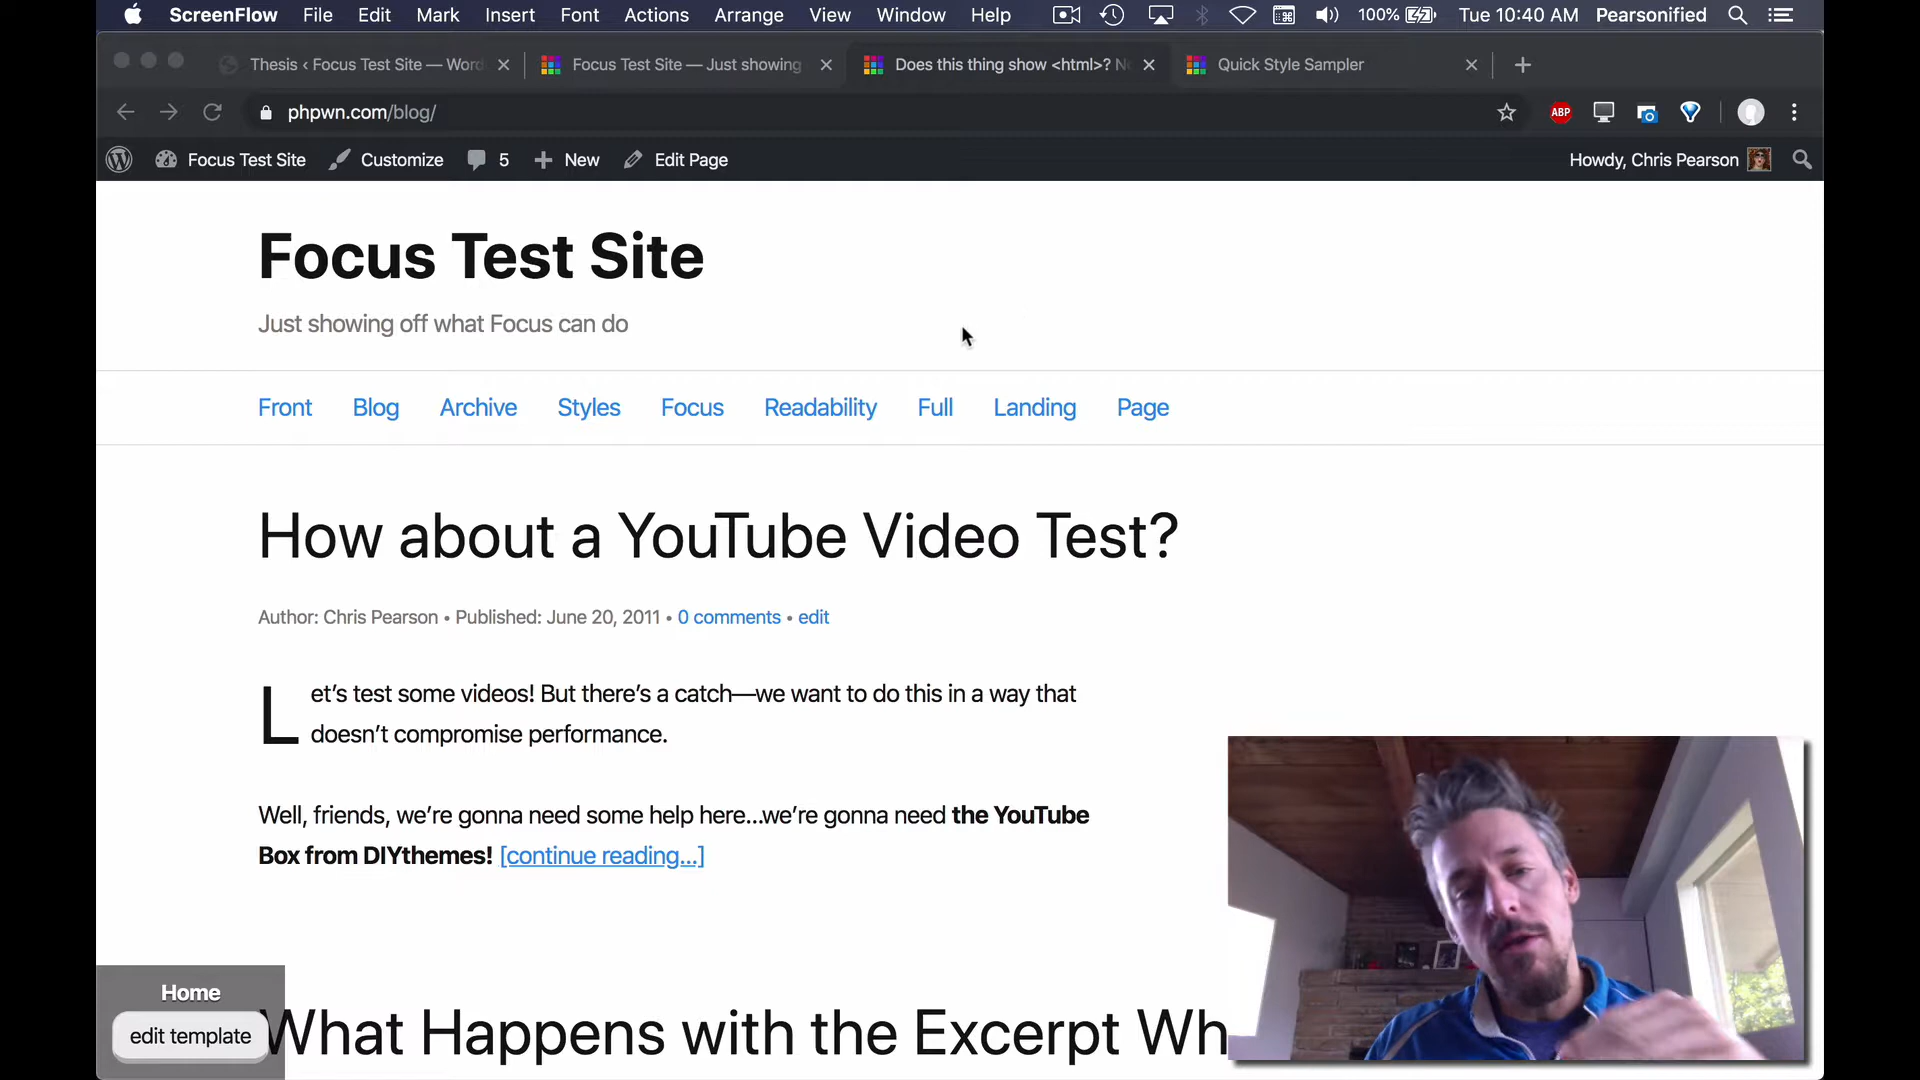 ScreenFlow File Edit Mark Insert Font Actions Arrange View Window Help 100% Tue 10:40 AM Pearsonified
Thesis ‹ Focus Test Site — Word Focus Test Site — Just showing Does this thing show <html>? N Quick Style Sampler
phpwn.com/blog/ ABP
Focus Test Site Customize 5 New Edit Page Howdy, Chris Pearson
Focus Test Site
Just showing off what Focus can do
Front Blog Archive Styles Focus Readability Full Landing Page
How about a YouTube Video Test?
Author: Chris Pearson • Published: June 20, 2011 • 0 comments • edit
Let’s test some videos! But there’s a catch—we want to do this in a way that
doesn’t compromise performance.
Well, friends, we’re gonna need some help here…we’re gonna need the YouTube
Box from DIYthemes! [continue reading…]
Home
edit template
What Happens with the Excerpt Wh